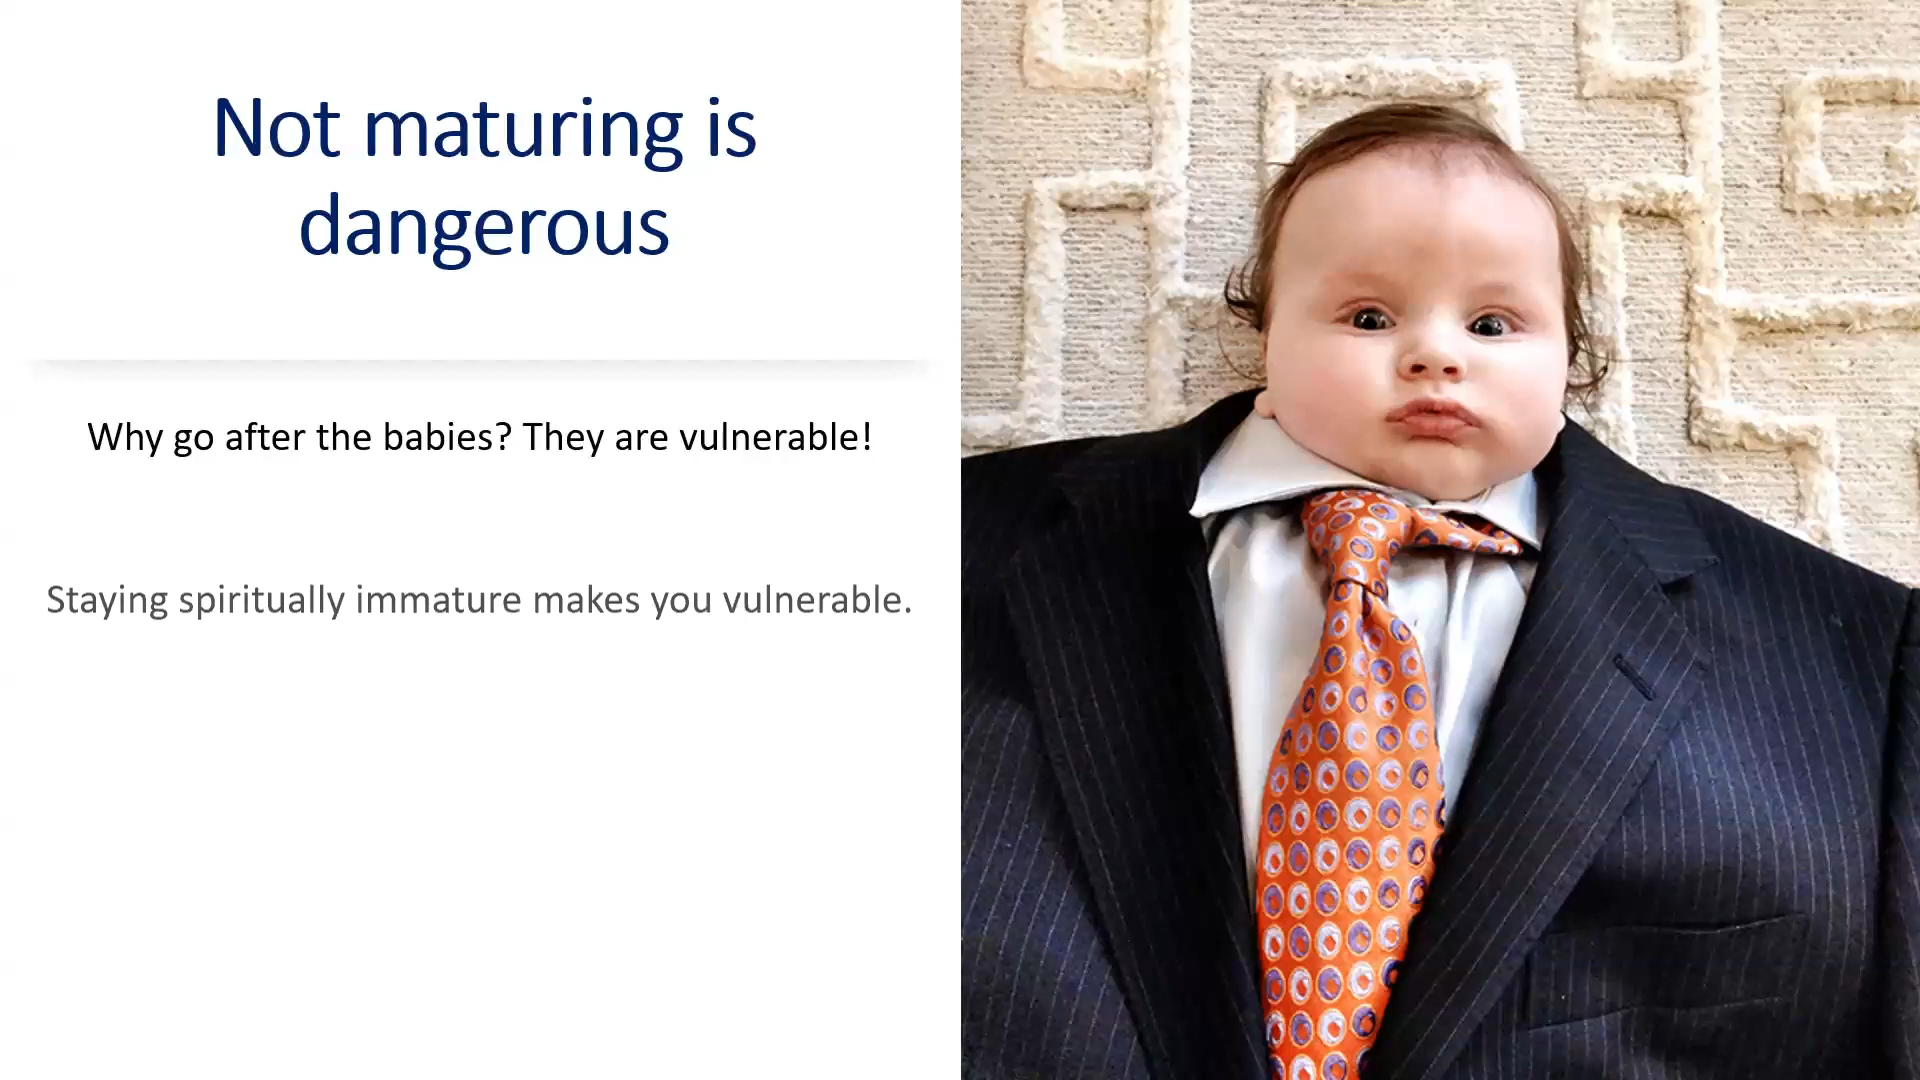 Not maturing is
dangerous
Why go after the babies? They are vulnerable!
Staying spiritually immature makes you vulnerable.